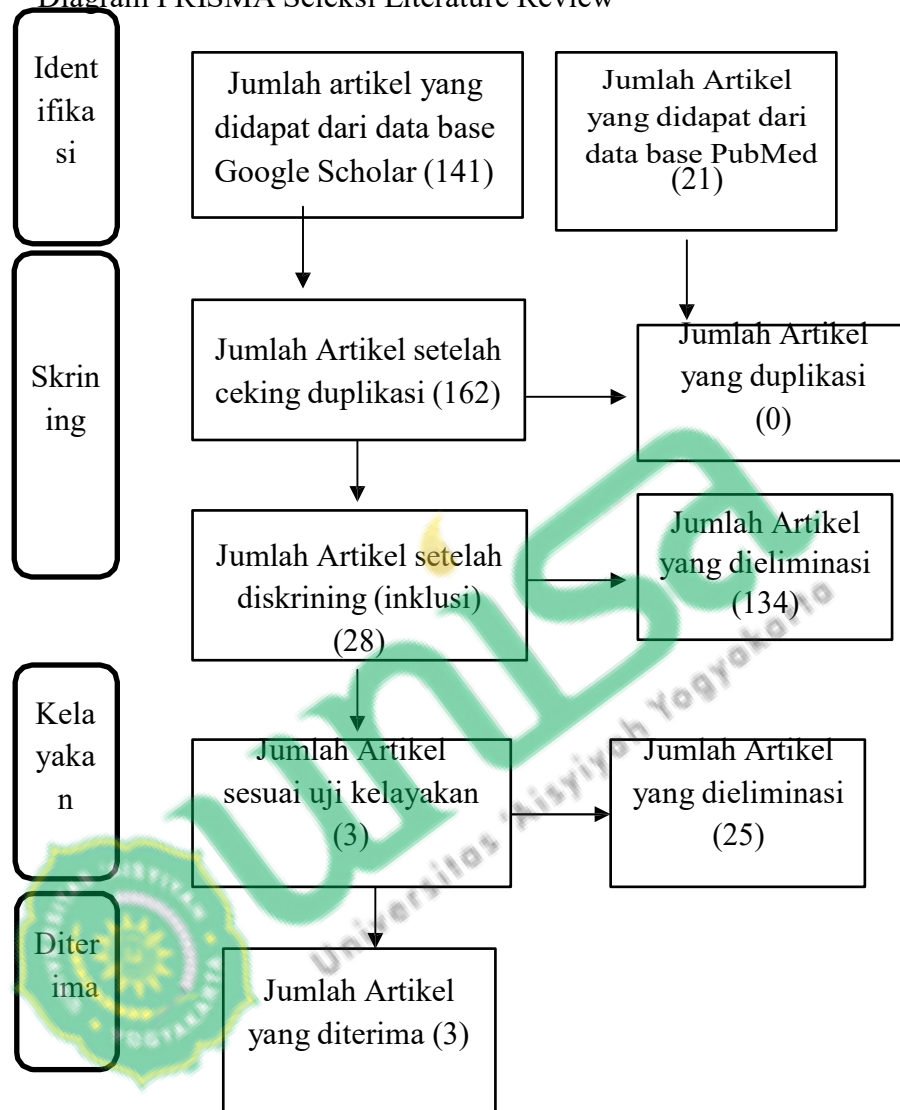 Diagram PRISMA Seleksi Literature Review
Ident
ifika
si
Jumlah artikel yang
didapat dari data base
Google Scholar (141)
Jumlah Artikel
yang didapat dari
data base PubMed
(21)
Skrin
ing
Jumlah Artikel setelah
ceking duplikasi (162)
Jumlah Artikel
yang duplikasi
(0)
Jumlah Artikel setelah
diskrining (inklusi)
(28)
Jumlah Artikel
yang dieliminasi
(134)
Kela
yaka
n
Jumlah Artikel
sesuai uji kelayakan
(3)
Jumlah Artikel
yang dieliminasi
(25)
Diter
ima
Jumlah Artikel
yang diterima (3)
unisa
Universitas 'Aisyiyah Yogyakarta